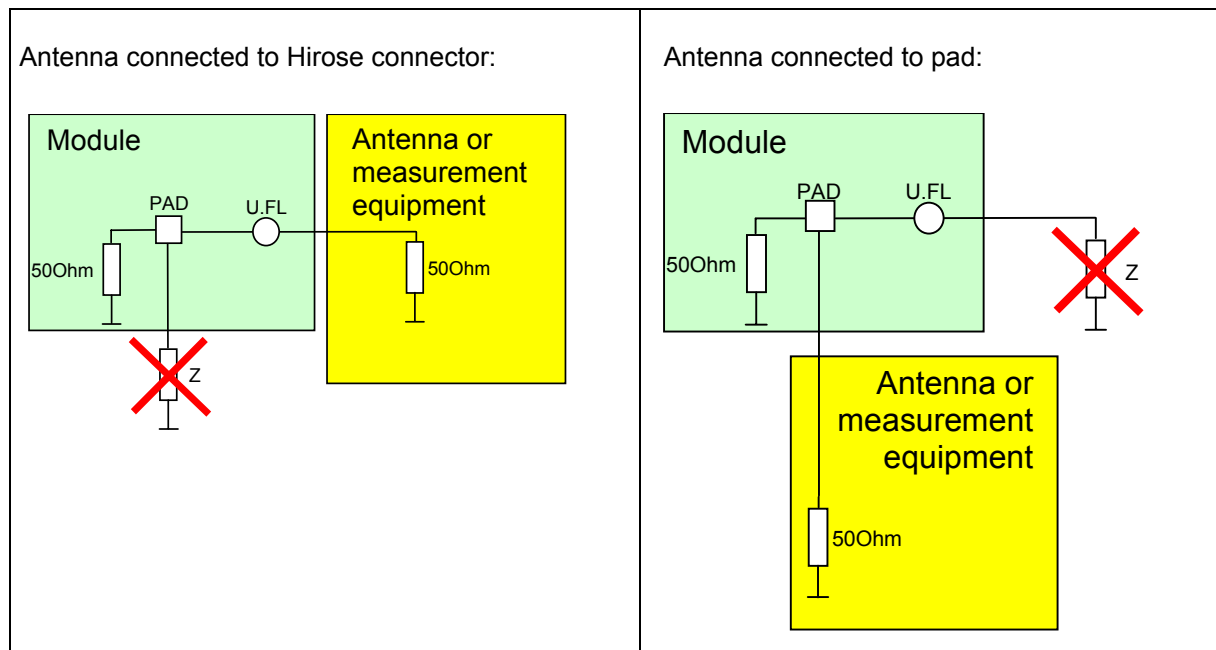 Antenna connected to Hirose connector:
Module
PAD
U.FL
50Ohm
Z
Antenna or
measurement
equipment
50Ohm
Antenna connected to pad:
Module
PAD
U.FL
50Ohm
Z
Antenna or
measurement
equipment
50Ohm